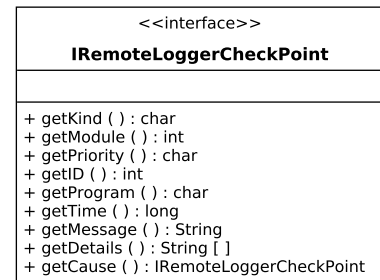 <<interface>>
IRemoteLoggerCheckPoint
+ getKind ( ) : char
+ getModule ( ) : int
+ getPriority ( ) : char
+ getID ( ) : int
+ getProgram ( ) : char
+ getTime ( ) : long
+ getMessage ( ) : String
+ getDetails ( ) : String [ ]
+ getCause ( ) : IRemoteLoggerCheckPoint